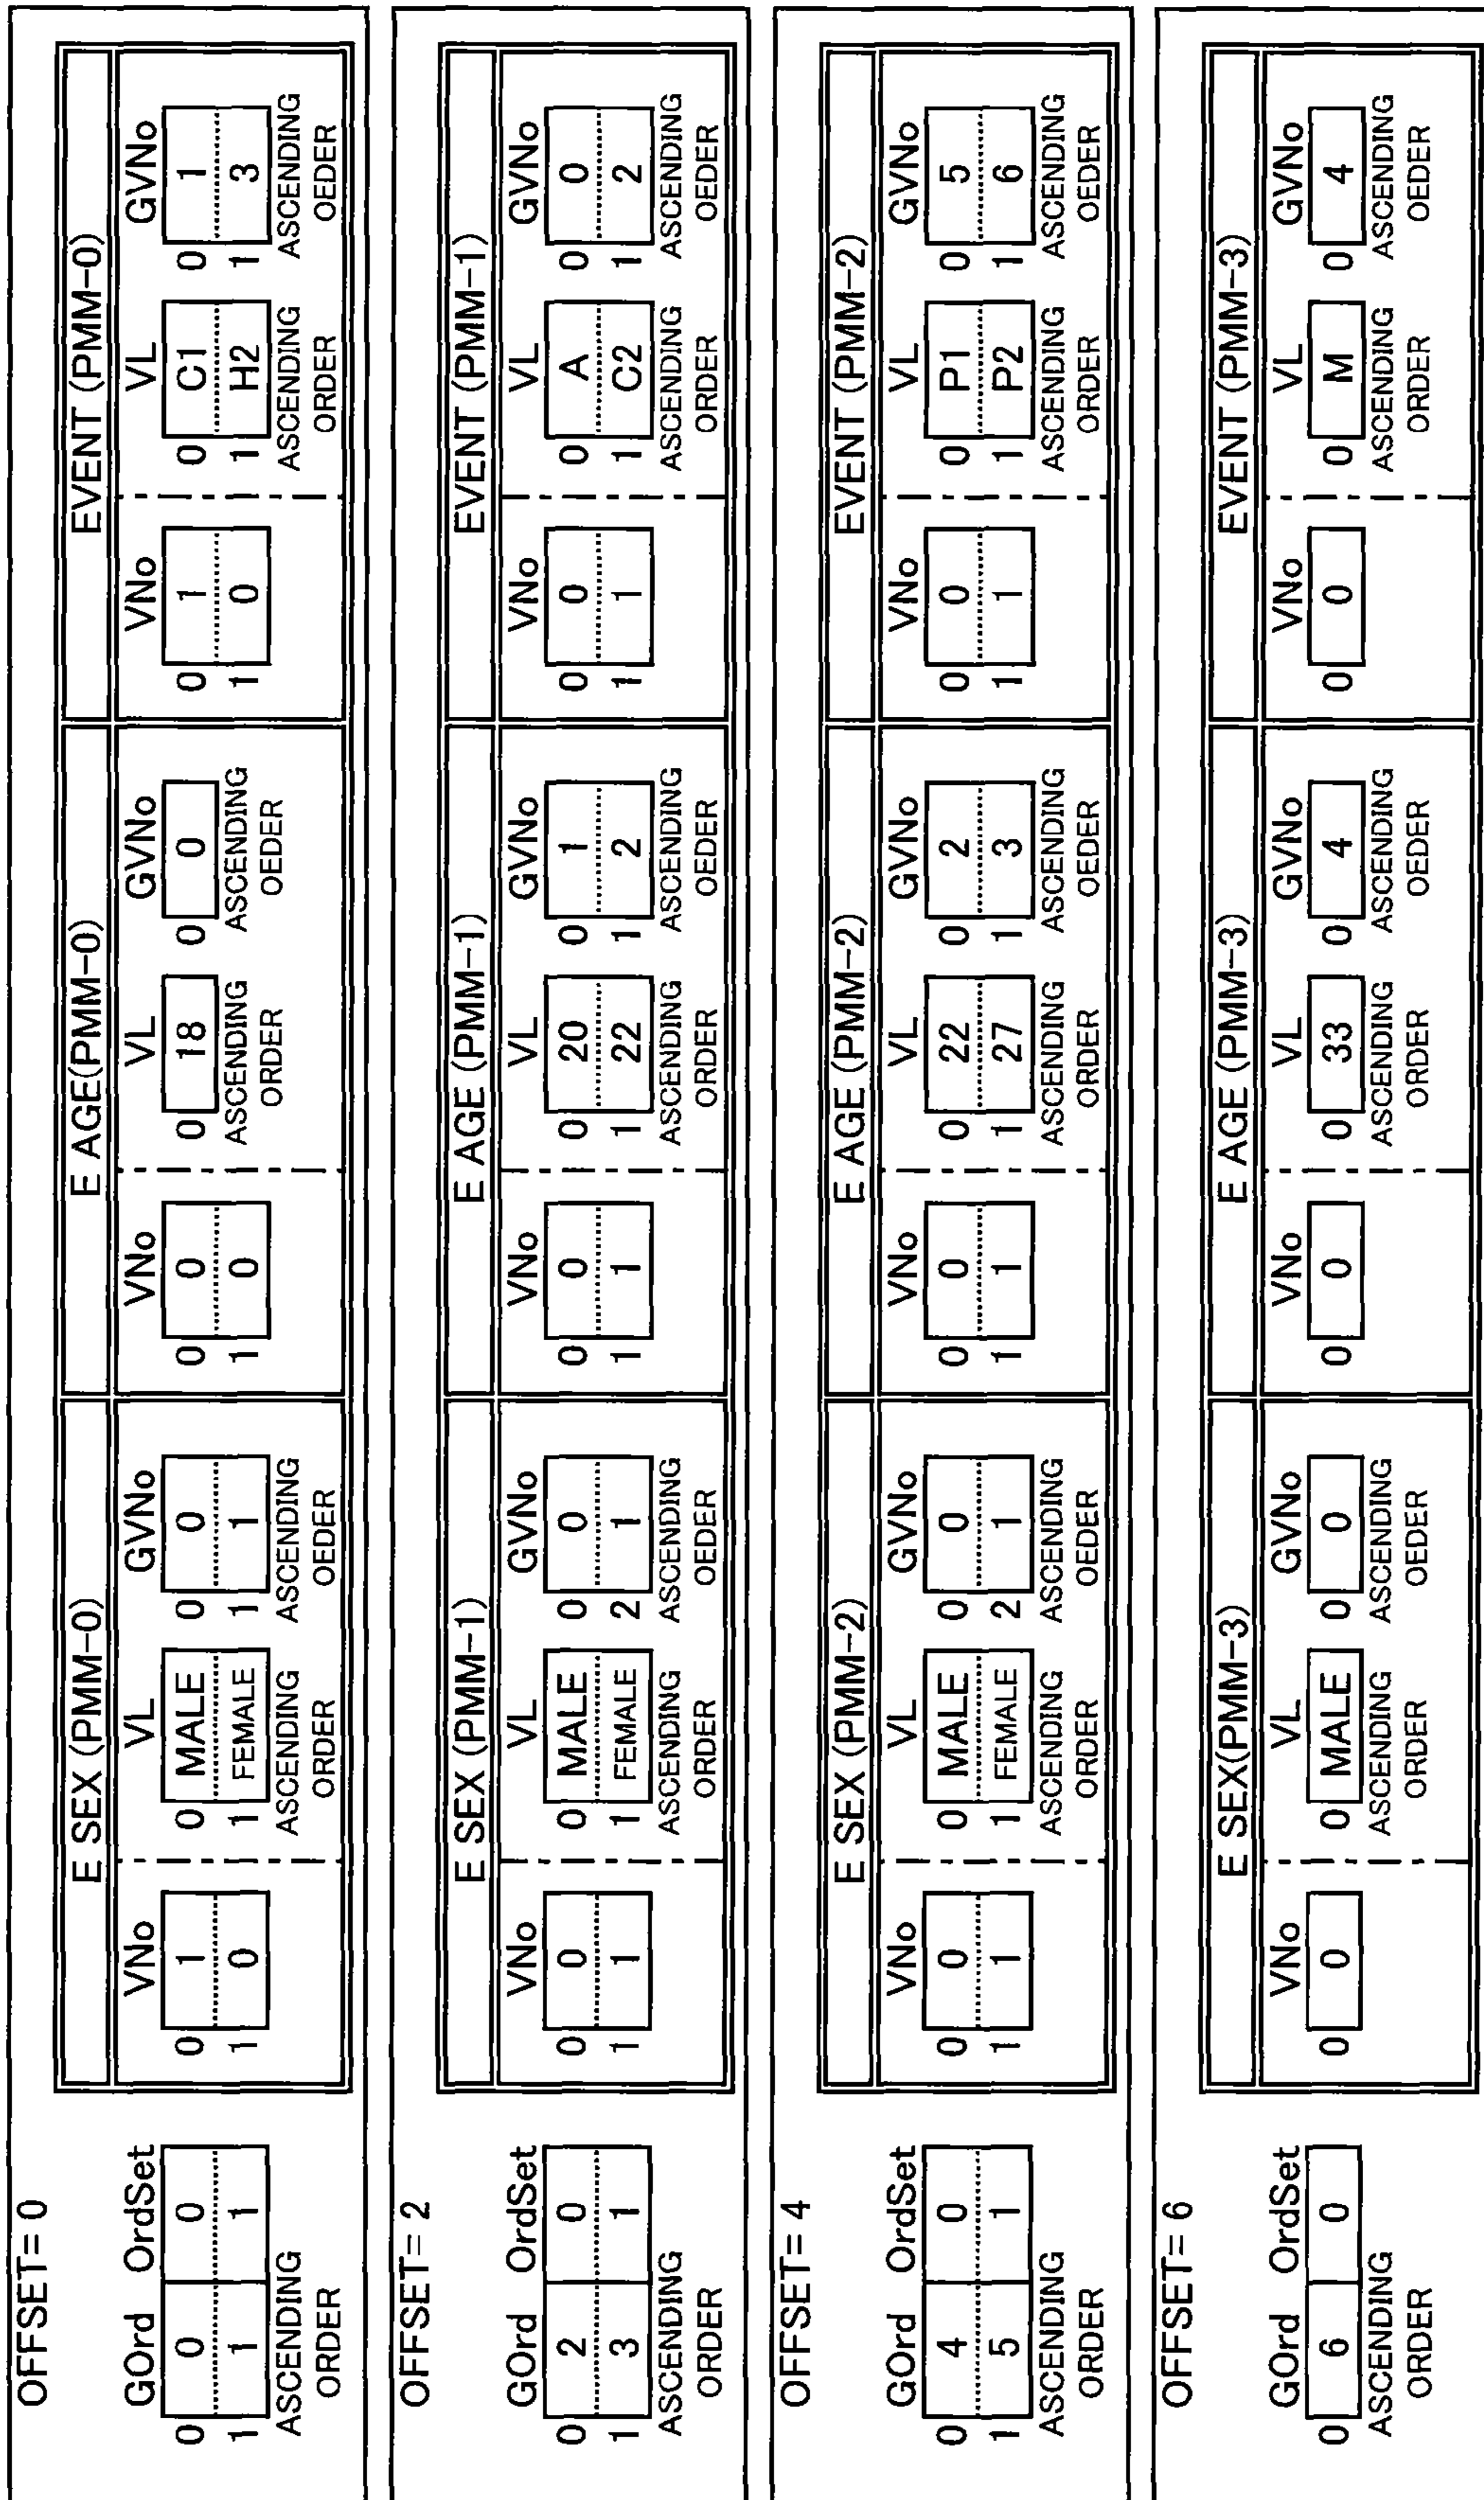 OFFSET= 0
E SEX (PMM-0) E AGE(PMM-0) EVENT (PMM-0)
GOrd OrdSet VNo VL GVNo VNo VL GVNo VNo VL GVNo
0 0 0 0 1 0 MALE 0 0 0 0 0 18 0 0 0 1 0 C1 0 1
1 1 1 1 0 1 FEMALE 1 1 1 0 1 0 1 H2 1 3
ASCENDING ORDER ASCENDING ORDER ASCENDING OEDER ASCENDING ORDER ASCENDING OEDER ASCENDING ORDER ASCENDING OEDER
OFFSET= 2
E SEX (PMM-1) E AGE (PMM-1) EVENT (PMM-1)
GOrd OrdSet VNo VL GVNo VNo VL GVNo VNo VL GVNo
0 2 0 0 0 0 MALE 0 0 0 0 0 20 0 1 0 0 0 A 0 0
1 3 1 1 1 1 FEMALE 2 1 1 1 1 22 1 2 1 1 1 C2 1 2
ASCENDING ORDER ASCENDING ORDER ASCENDING OEDER ASCENDING ORDER ASCENDING OEDER ASCENDING ORDER ASCENDING OEDER
OFFSET= 4
E SEX (PMM-2) E AGE (PMM-2) EVENT (PMM-2)
GOrd OrdSet VNo VL GVNo VNo VL GVNo VNo VL GVNo
0 4 0 0 0 0 MALE 0 0 0 0 0 22 0 2 0 0 0 P1 0 5
1 5 1 1 1 1 FEMALE 2 1 1 1 1 27 1 3 1 1 1 P2 1 6
ASCENDING ORDER ASCENDING ORDER ASCENDING OEDER ASCENDING ORDER ASCENDING OEDER ASCENDING ORDER ASCENDING OEDER
OFFSET= 6
E SEX(PMM-3) E AGE (PMM-3) EVENT (PMM-3)
GOrd OrdSet VNo VL GVNo VNo VL GVNo VNo VL GVNo
0 6 0 0 0 0 MALE 0 0 0 0 0 33 0 4 0 0 0 M 0 4
ASCENDING ORDER ASCENDING ORDER ASCENDING OEDER ASCENDING ORDER ASCENDING OEDER ASCENDING ORDER ASCENDING OEDER